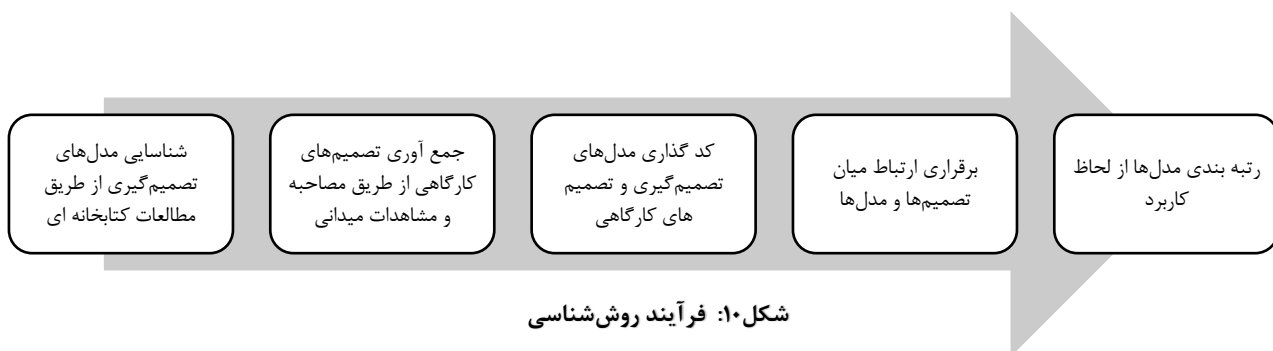 شناسایی مدل‌های
تصمیم‌گیری از طریق
مطالعات کتابخانه ای
جمع آوری تصمیم‌های
کارگاهی از طریق مصاحبه
و مشاهدات میدانی
کد گذاری مدل‌های
تصمیم‌گیری و تصمیم
های کارگاهی
برقراری ارتباط میان
تصمیم‌ها و مدل‌ها
رتبه بندی مدل‌ها از لحاظ
کاربرد
شکل۱۰: فرآیند روش‌شناسی